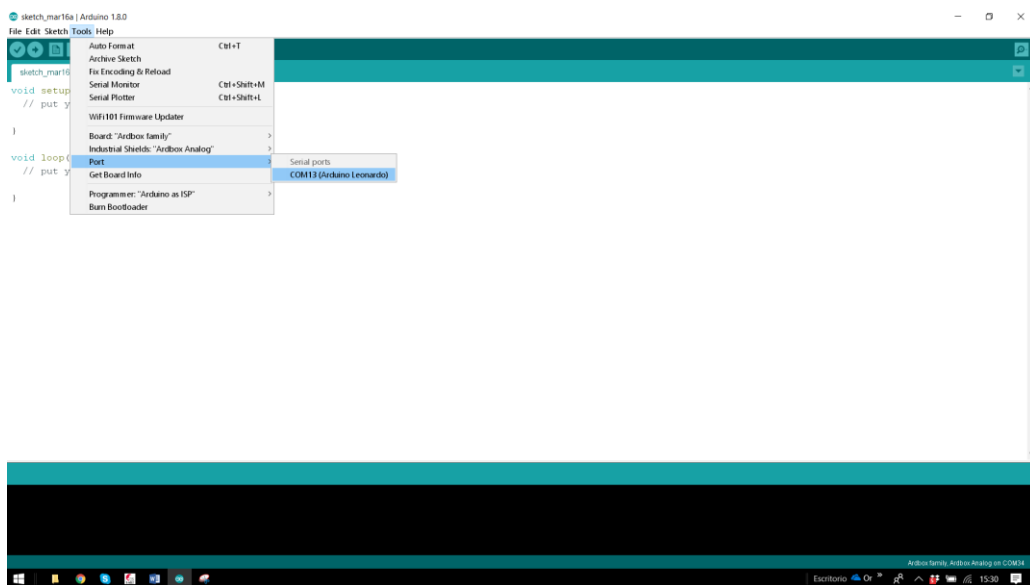 sketch_mar16a | Arduino 1.8.0
File Edit Sketch Tools Help
sketch_mar16
Auto Format Ctrl+T
Archive Sketch
Fix Encoding & Reload
Serial Monitor Ctrl+Shift+M
Serial Plotter Ctrl+Shift+L
WiFi101 Firmware Updater
Board: "Ardbox family"
Industrial Shields: "Ardbox Analog"
Port
Get Board Info
Programmer: "Arduino as ISP"
Burn Bootloader
Serial ports
COM13 (Arduino Leonardo)
void setup
// put y
}
void loop(
// put y
}
Ardbox family, Ardbox Analog on COM34
Escritorio Or » 15:30